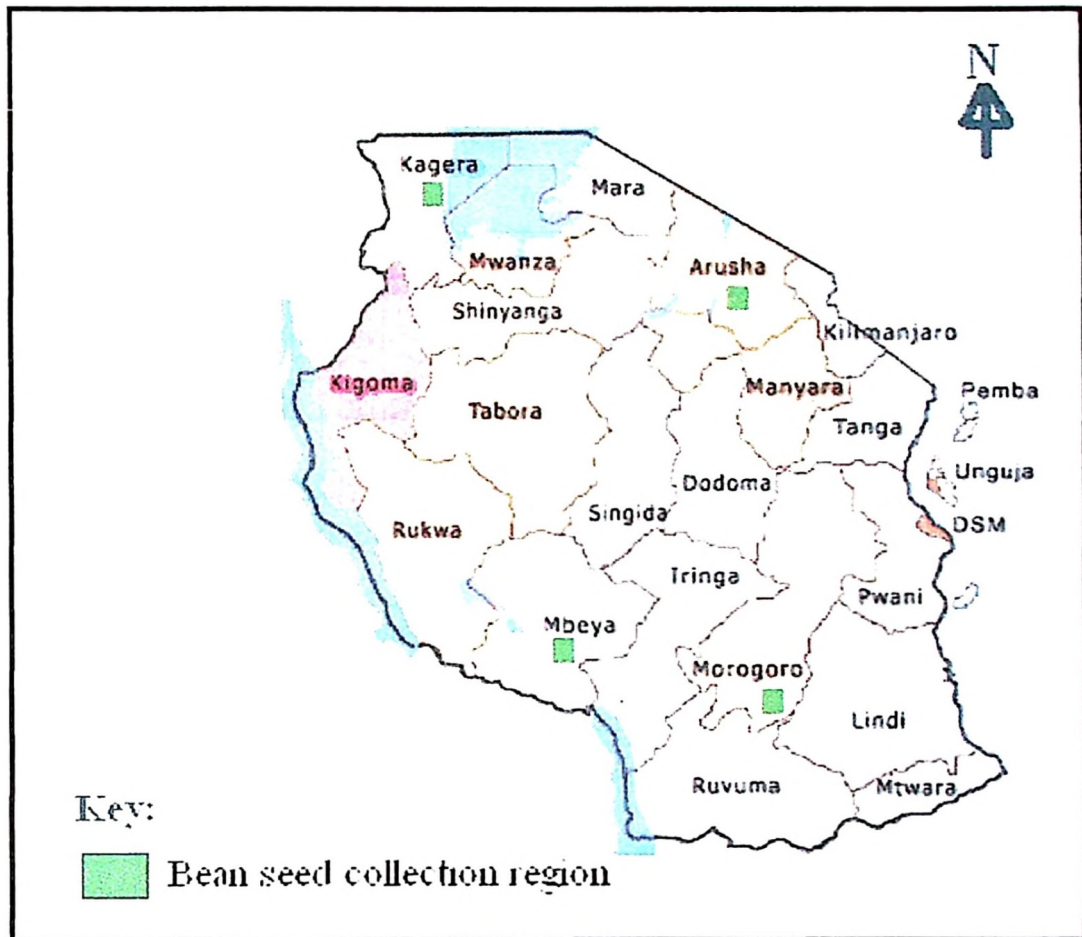 N
Kagera
Mara
Mwanza
Arusha
Shinyanga
Kilimanjaro
Kigoma
Manyara
Pemba
Tabora
Tanga
Unguja
Dodoma
Singida
DSM
Rukwa
Iringa
Pwani
Mbeya
Morogoro
Lindi
Ruvuma
Mtwara
Key:
Bean seed collection region